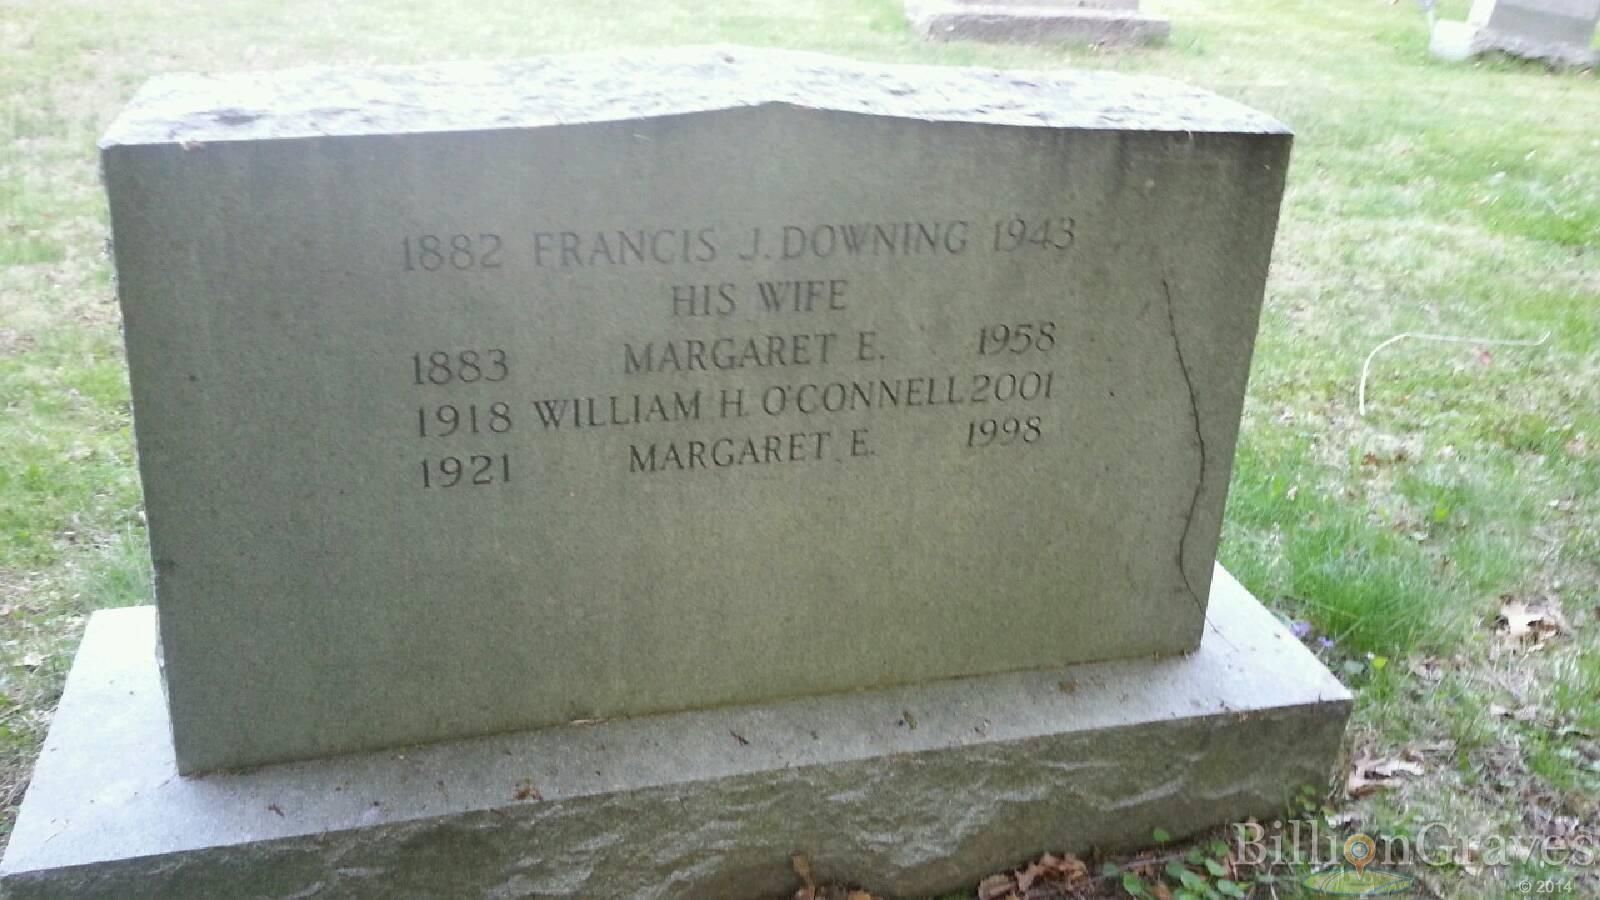 1882 FRANCIS J. DOWNING 1943
HIS WIFE
1883 MARGARET E. 1958
1918 WILLIAM H. O'CONNELL 2001
1921 MARGARET E. 1998
BillionGraves
© 2014